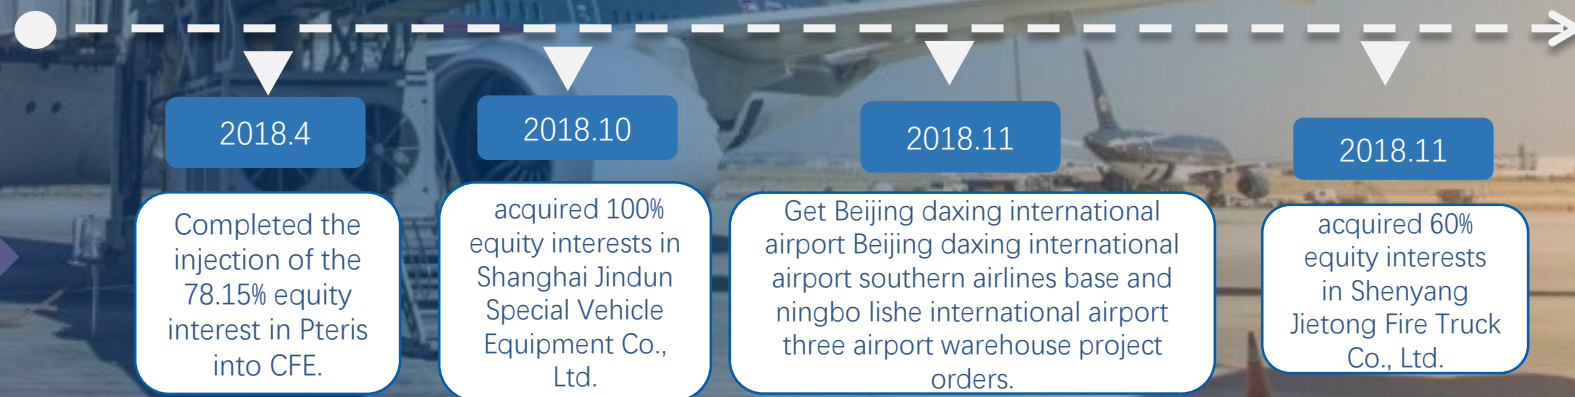 2018.4
Completed the
injection of the
78.15% equity
interest in Pteris
into CFE.
2018.10
acquired 100%
equity interests in
Shanghai Jindun
Special Vehicle
Equipment Co.,
Ltd.
2018.11
Get Beijing daxing international
airport Beijing daxing international
airport southern airlines base and
ningbo lishe international airport
three airport warehouse project
orders.
2018.11
acquired 60%
equity interests
in Shenyang
Jietong Fire Truck
Co., Ltd.